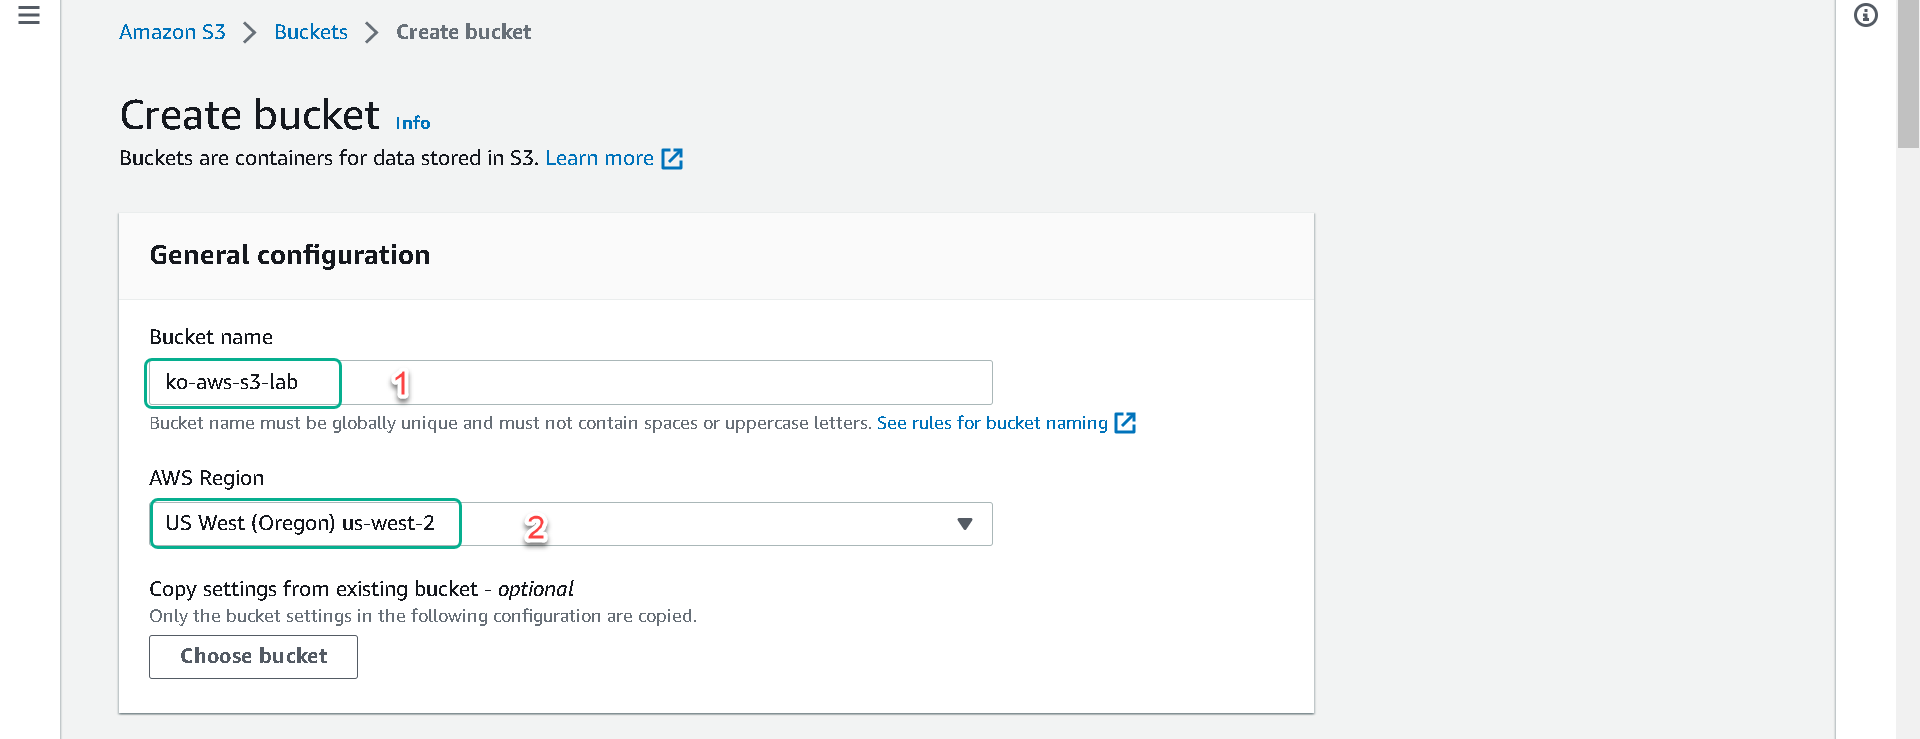 Amazon S3 > Buckets > Create bucket
Create bucket Info
Buckets are containers for data stored in S3. Learn more
General configuration
Bucket name
ko-aws-s3-lab 1
Bucket name must be globally unique and must not contain spaces or uppercase letters. See rules for bucket naming
AWS Region
US West (Oregon) us-west-2 2
Copy settings from existing bucket - optional
Only the bucket settings in the following configuration are copied.
Choose bucket